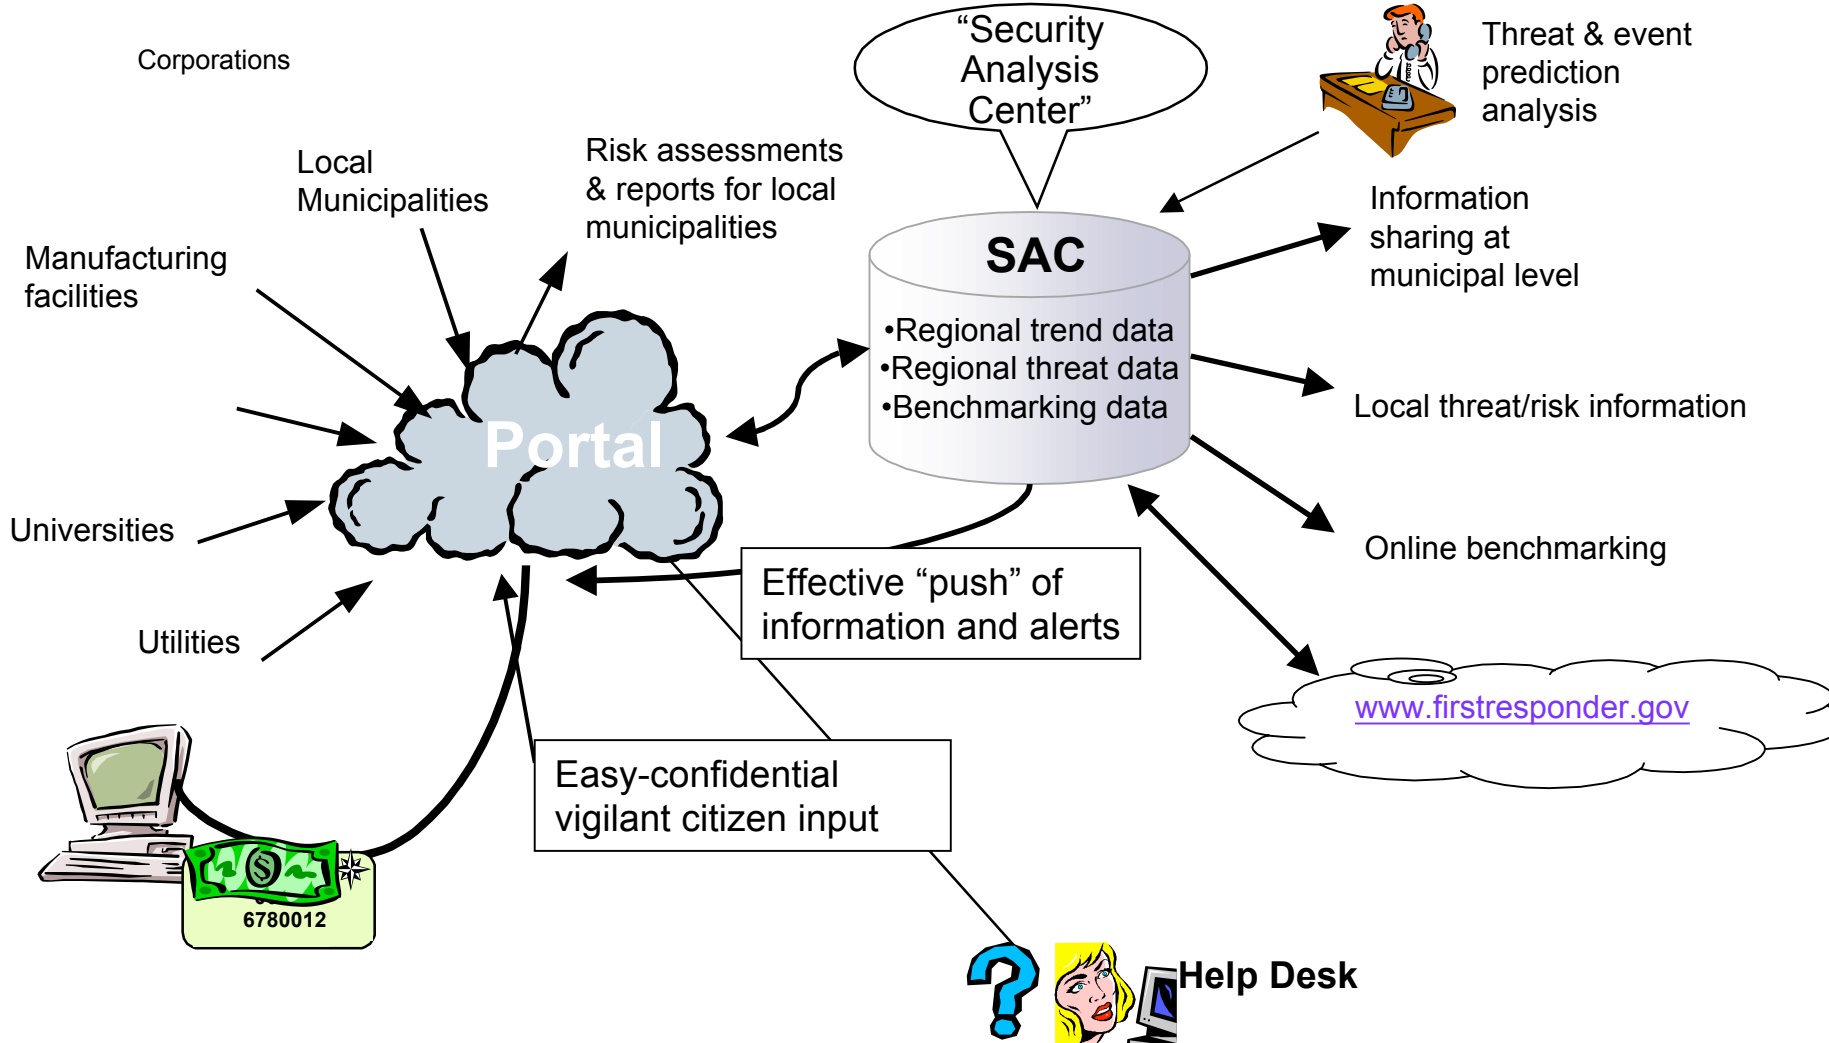 Corporations
“Security
Analysis
Center”
Threat & event
prediction
analysis
Local
Municipalities
Risk assessments
& reports for local
municipalities
Manufacturing
facilities
SAC
•Regional trend data
•Regional threat data
•Benchmarking data
Information
sharing at
municipal level
Local threat/risk information
Portal
Universities
Online benchmarking
Effective “push” of
information and alerts
Utilities
www.firstresponder.gov
Easy-confidential
vigilant citizen input
$
6780012
Help Desk